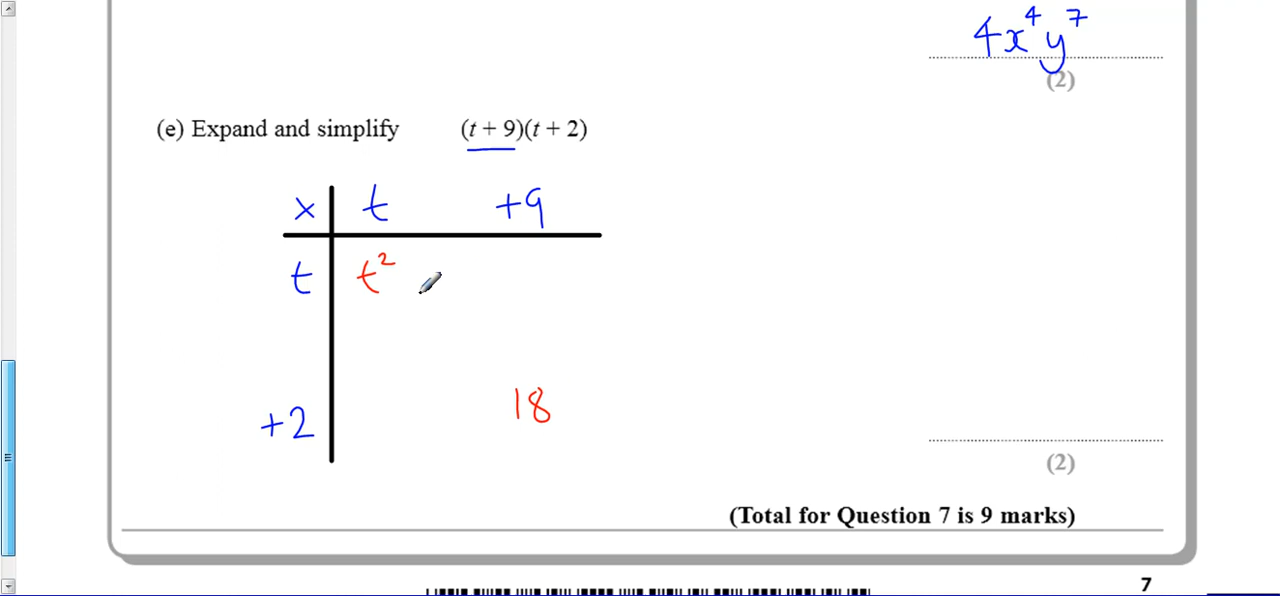 4x⁴y⁷
(2)
(e) Expand and simplify (t + 9)(t + 2)
x t +9
t t²
+2 18
(2)
(Total for Question 7 is 9 marks)
7